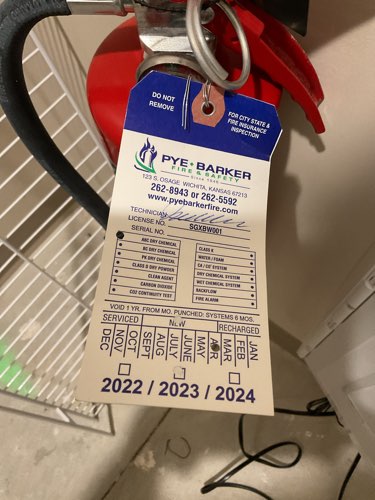 DO NOT
REMOVE
FOR CITY STATE &
FIRE INSURANCE
INSPECTION
PYE★BARKER
FIRE & SAFETY
SINCE 1946
123 S. OSAGE, WICHITA, KANSAS 67213
262-8943 or 262-5592
www.pyebarkerfire.com
TECHNICIAN
LICENSE NO. SGXBW001
SERIAL NO.
ABC DRY CHEMICAL
BC DRY CHEMICAL
PK DRY CHEMICAL
CLASS D DRY POWDER
CLEAN AGENT
CARBON DIOXIDE
CO2 CONTINUITY TEST
CLASS K
WATER / FOAM
CA / CE SYSTEM
DRY CHEMICAL SYSTEM
WET CHEMICAL SYSTEM
BACKFLOW
FIRE ALARM
VOID 1 YR. FROM MO. PUNCHED: SYSTEMS 6 MOS.
SERVICED NEW RECHARGED
DEC NOV OCT SEPT AUG JULY JUNE MAY APR MAR FEB JAN
2022 / 2023 / 2024